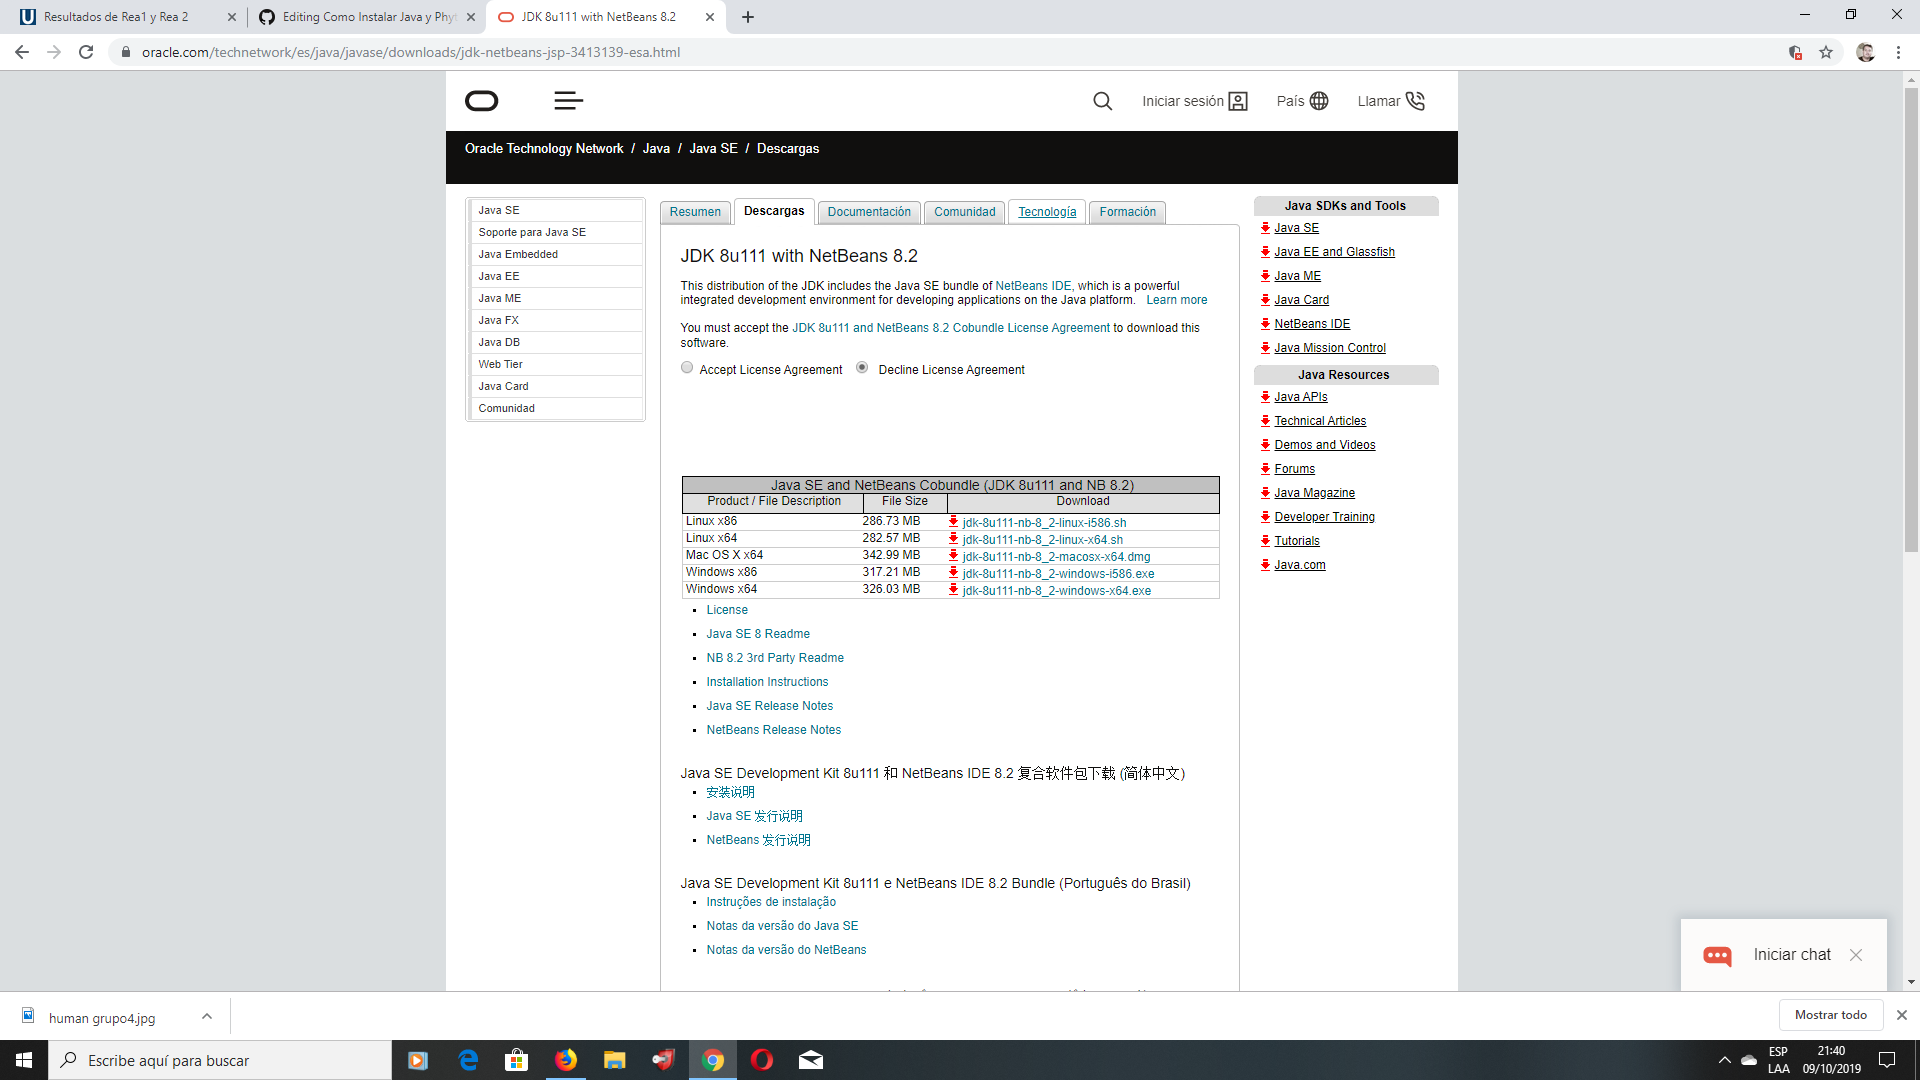 Resultados de Rea1 y Rea 2
Editing Como Instalar Java y Phyt
JDK 8u111 with NetBeans 8.2
oracle.com/technetwork/es/java/javase/downloads/jdk-netbeans-jsp-3413139-esa.html
Iniciar sesión
País
Llamar
Oracle Technology Network / Java / Java SE / Descargas
Java SE
Soporte para Java SE
Java Embedded
Java EE
Java ME
Java FX
Java DB
Web Tier
Java Card
Comunidad
Resumen
Descargas
Documentación
Comunidad
Tecnología
Formación
JDK 8u111 with NetBeans 8.2
This distribution of the JDK includes the Java SE bundle of NetBeans IDE, which is a powerful
integrated development environment for developing applications on the Java platform. Learn more
You must accept the JDK 8u111 and NetBeans 8.2 Cobundle License Agreement to download this
software.
Accept License Agreement
Decline License Agreement
Java SE and NetBeans Cobundle (JDK 8u111 and NB 8.2)
Product / File Description File Size Download
Linux x86 286.73 MB jdk-8u111-nb-8_2-linux-i586.sh
Linux x64 282.57 MB jdk-8u111-nb-8_2-linux-x64.sh
Mac OS X x64 342.99 MB jdk-8u111-nb-8_2-macosx-x64.dmg
Windows x86 317.21 MB jdk-8u111-nb-8_2-windows-i586.exe
Windows x64 326.03 MB jdk-8u111-nb-8_2-windows-x64.exe
License
Java SE 8 Readme
NB 8.2 3rd Party Readme
Installation Instructions
Java SE Release Notes
NetBeans Release Notes
Java SE Development Kit 8u111 和 NetBeans IDE 8.2 复合软件包下载 (简体中文)
安装说明
Java SE 发行说明
NetBeans 发行说明
Java SE Development Kit 8u111 e NetBeans IDE 8.2 Bundle (Português do Brasil)
Instruções de instalação
Notas da versão do Java SE
Notas da versão do NetBeans
Java SDKs and Tools
Java SE
Java EE and Glassfish
Java ME
Java Card
NetBeans IDE
Java Mission Control
Java Resources
Java APIs
Technical Articles
Demos and Videos
Forums
Java Magazine
Developer Training
Tutorials
Java.com
Iniciar chat
human grupo4.jpg
Mostrar todo
Escribe aquí para buscar
ESP
LAA
21:40
09/10/2019